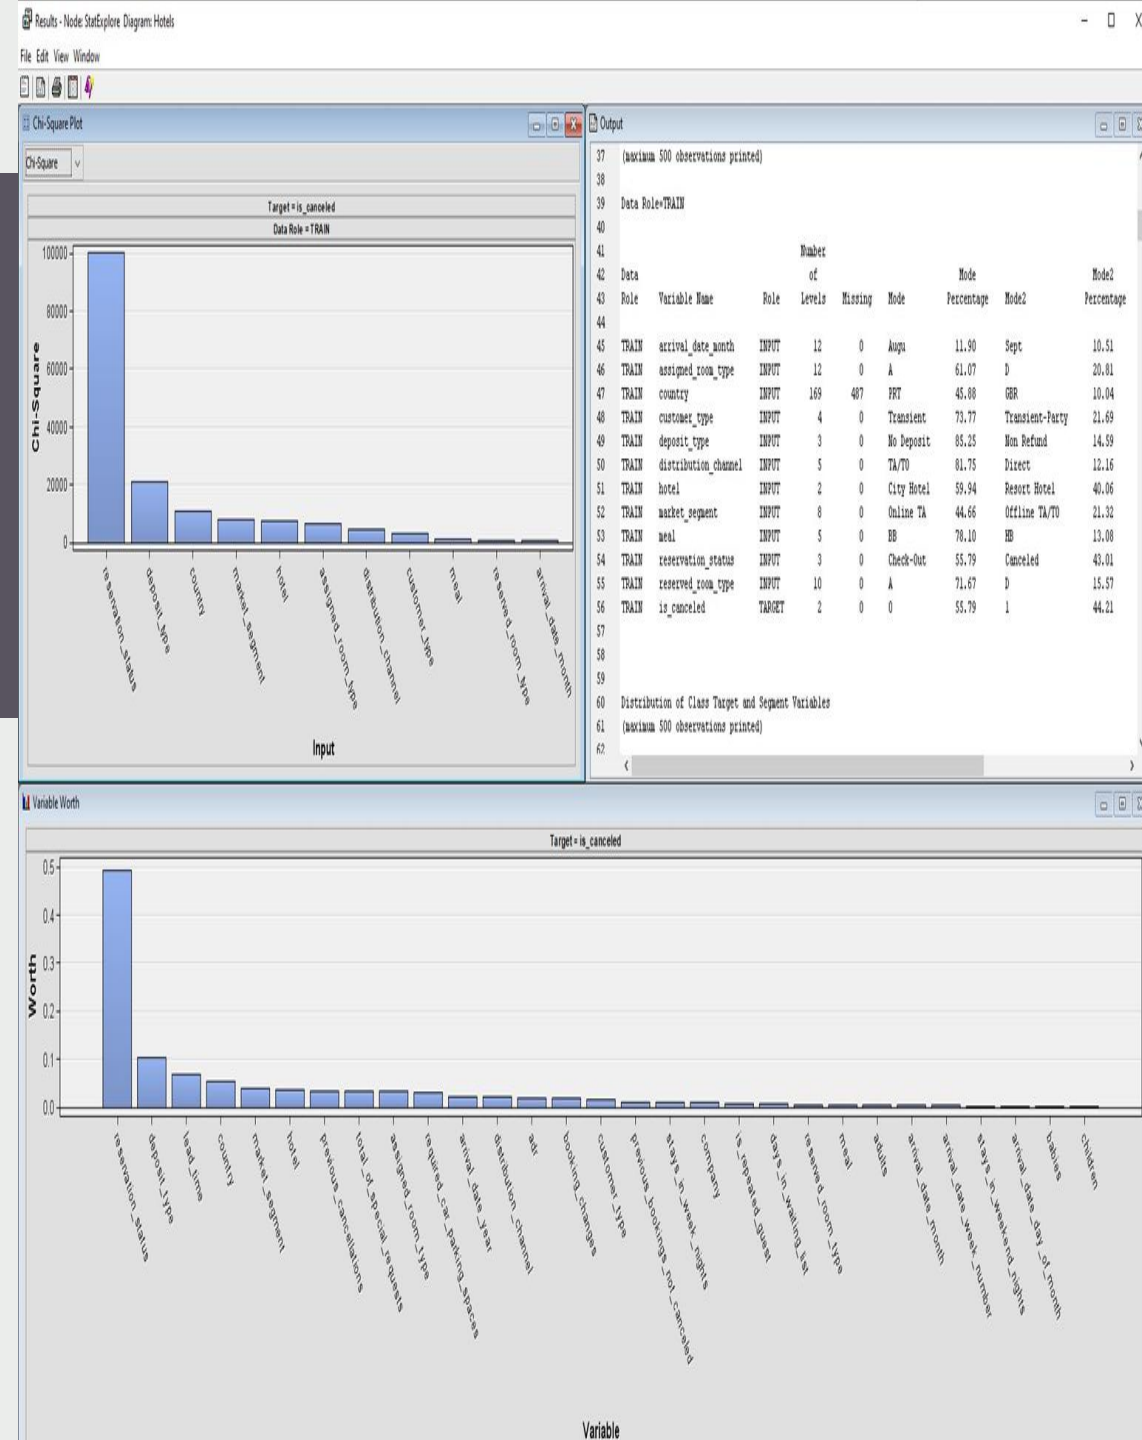 Results - Node: StatExplore Diagram: Hotels
File Edit View Window
Chi-Square Plot
Chi-Square
Target = is_canceled
Data Role = TRAIN
100000
80000
60000
40000
20000
0
Chi-Square
reservation_status
deposit_type
country
market_segment
hotel
assigned_room_type
distribution_channel
customer_type
meal
reserved_room_type
arrival_date_month
Input
Output
37 (maximum 500 observations printed)
38
39 Data Role=TRAIN
40
41 Number
42 Data of Mode Mode2
43 Role Variable Name Role Levels Missing Mode Percentage Mode2 Percentage
44
45 TRAIN arrival_date_month INPUT 12 0 Augu 11.90 Sept 10.51
46 TRAIN assigned_room_type INPUT 12 0 A 61.07 D 20.81
47 TRAIN country INPUT 169 487 PRT 45.88 GBR 10.04
48 TRAIN customer_type INPUT 4 0 Transient 73.77 Transient-Party 21.69
49 TRAIN deposit_type INPUT 3 0 No Deposit 85.25 Non Refund 14.59
50 TRAIN distribution_channel INPUT 5 0 TA/TO 81.75 Direct 12.16
51 TRAIN hotel INPUT 2 0 City Hotel 59.94 Resort Hotel 40.06
52 TRAIN market_segment INPUT 8 0 Online TA 44.66 Offline TA/TO 21.32
53 TRAIN meal INPUT 5 0 BB 78.10 HB 13.08
54 TRAIN reservation_status INPUT 3 0 Check-Out 55.79 Canceled 43.01
55 TRAIN reserved_room_type INPUT 10 0 A 71.67 D 15.57
56 TRAIN is_canceled TARGET 2 0 0 55.79 1 44.21
57
58
59
60 Distribution of Class Target and Segment Variables
61 (maximum 500 observations printed)
62
Variable Worth
Target = is_canceled
0.5
0.4
0.3
0.2
0.1
0.0
Worth
reservation_status
deposit_type
lead_time
country
market_segment
hotel
previous_cancellations
total_of_special_requests
assigned_room_type
required_car_parking_spaces
arrival_date_year
distribution_channel
adr
booking_changes
customer_type
previous_bookings_not_canceled
stays_in_week_nights
company
is_repeated_guest
days_in_waiting_list
reserved_room_type
meal
adults
arrival_date_month
arrival_date_week_number
stays_in_weekend_nights
arrival_date_day_of_month
babies
children
Variable